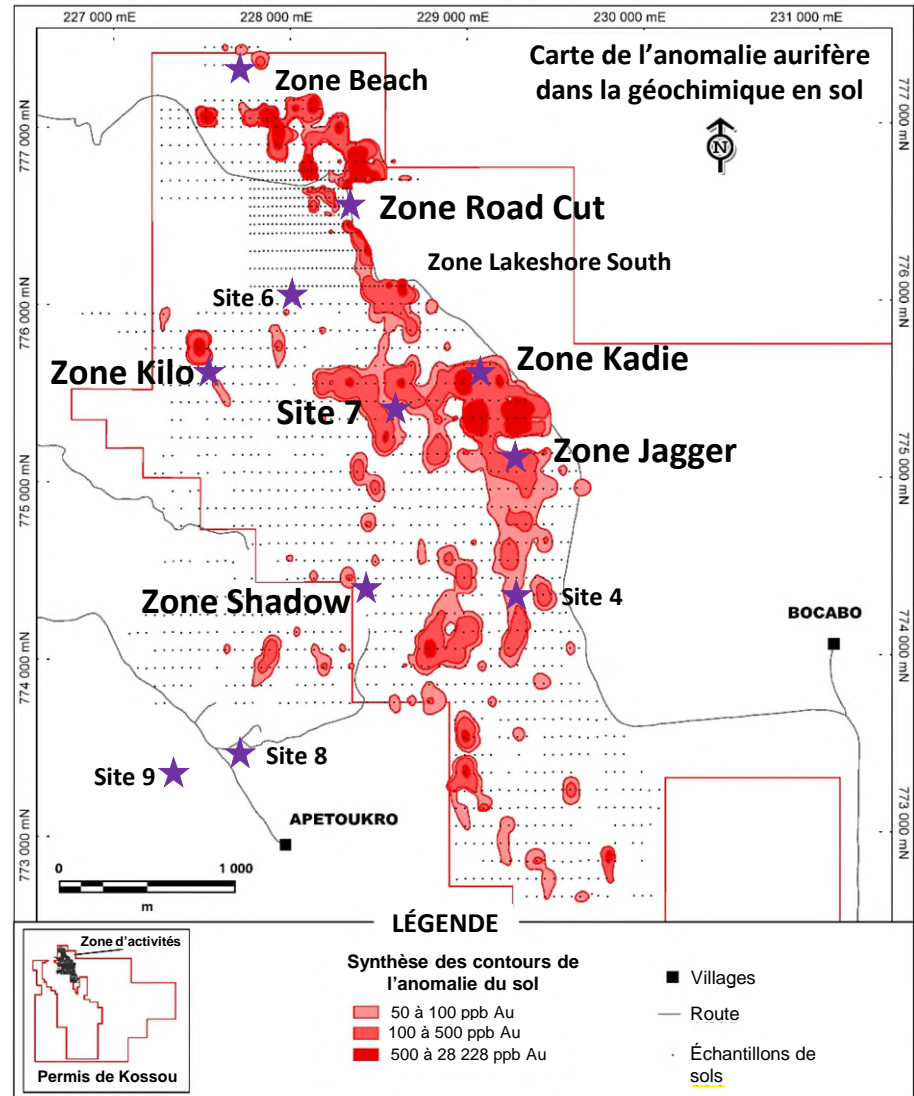 227 000 mE
228 000 mE
229 000 mE
230 000 mE
231 000 mE
Carte de l'anomalie aurifère
dans la géochimique en sol
N
Zone Beach
777 000 mN
777 000 mN
Zone Road Cut
Zone Lakeshore South
776 000 mN
776 000 mN
Site 6
Zone Kilo
Zone Kadie
Site 7
Zone Jagger
775 000 mN
775 000 mN
Zone Shadow
Site 4
BOCABO
774 000 mN
774 000 mN
Site 8
Site 9
APETOUKRO
773 000 mN
773 000 mN
0
1 000
m
LÉGENDE
Zone d'activités
Permis de Kossou
Synthèse des contours de
l'anomalie du sol
50 à 100 ppb Au
100 à 500 ppb Au
500 à 28 228 ppb Au
Villages
Route
Échantillons de
sols